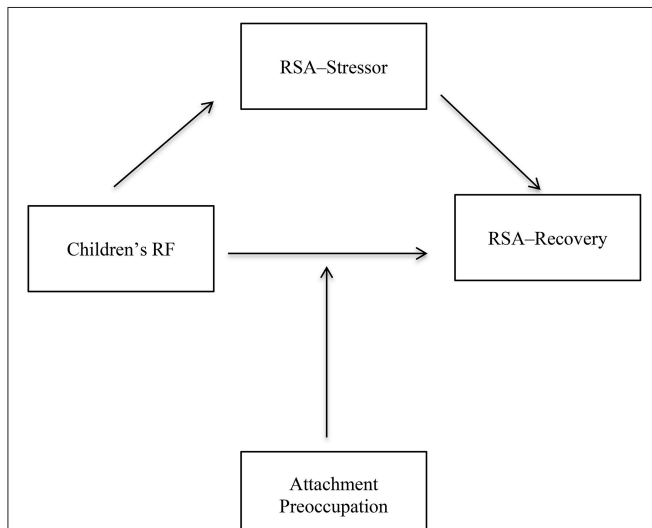 RSA–Stressor
Children's RF
RSA–Recovery
Attachment
Preoccupation